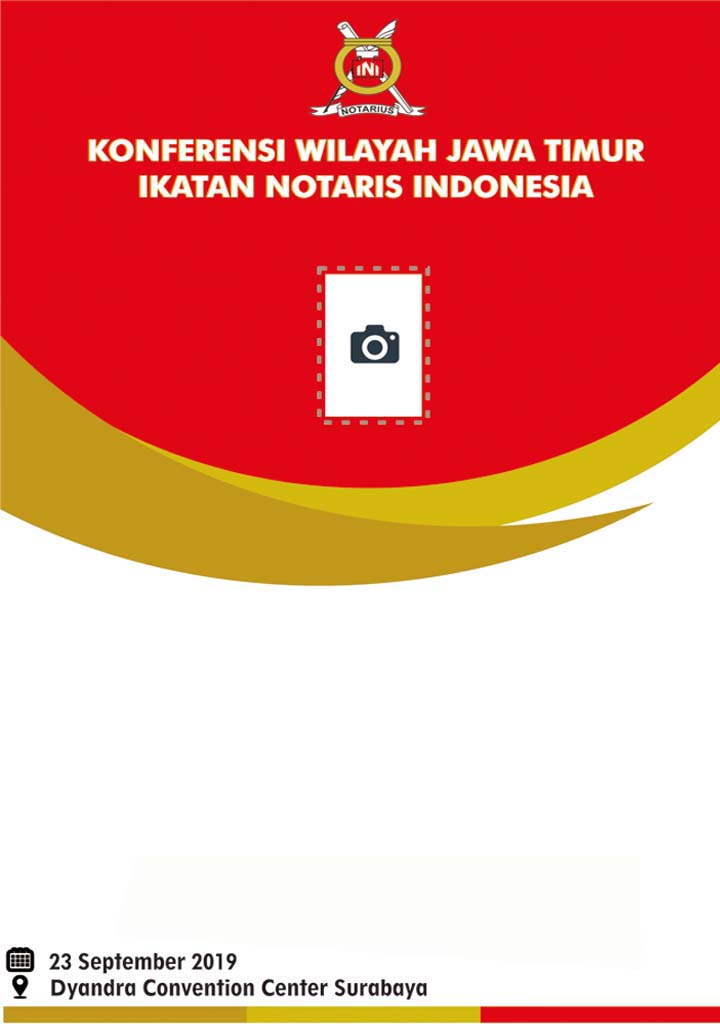 INI
NOTARIUS
KONFERENSI WILAYAH JAWA TIMUR
IKATAN NOTARIS INDONESIA
23 September 2019
Dyandra Convention Center Surabaya